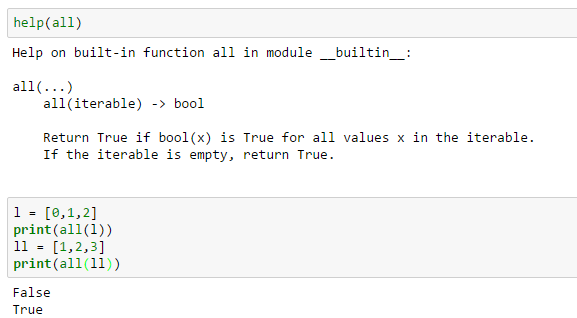 help(all)
Help on built-in function all in module __builtin__:
all(...)
    all(iterable) -> bool
    Return True if bool(x) is True for all values x in the iterable.
    If the iterable is empty, return True.
l = [0,1,2]
print(all(l))
ll = [1,2,3]
print(all(ll))
False
True